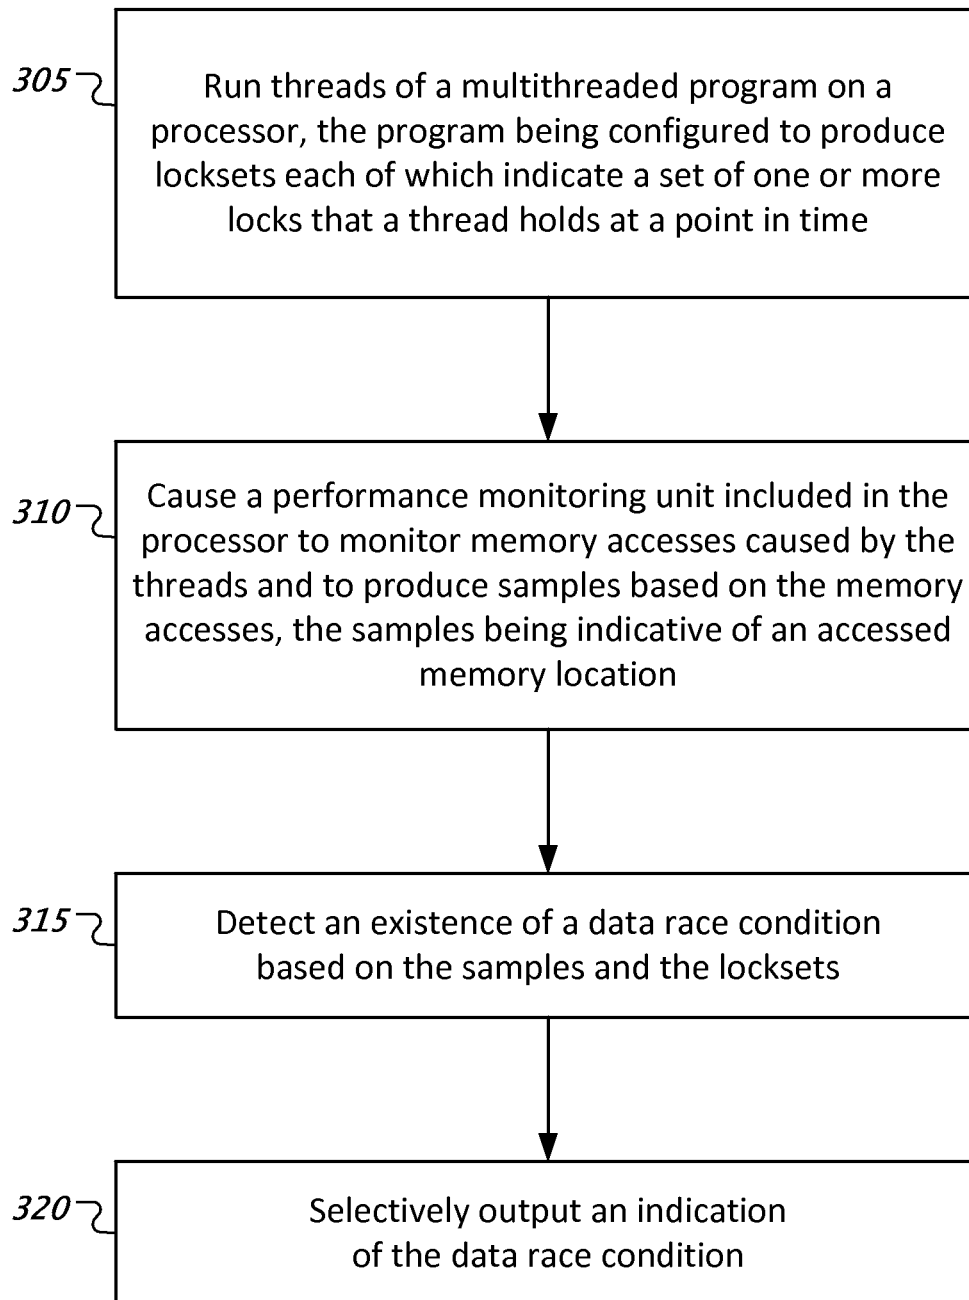 305
Run threads of a multithreaded program on a
processor, the program being configured to produce
locksets each of which indicate a set of one or more
locks that a thread holds at a point in time
310
Cause a performance monitoring unit included in the
processor to monitor memory accesses caused by the
threads and to produce samples based on the memory
accesses, the samples being indicative of an accessed
memory location
315
Detect an existence of a data race condition
based on the samples and the locksets
320
Selectively output an indication
of the data race condition